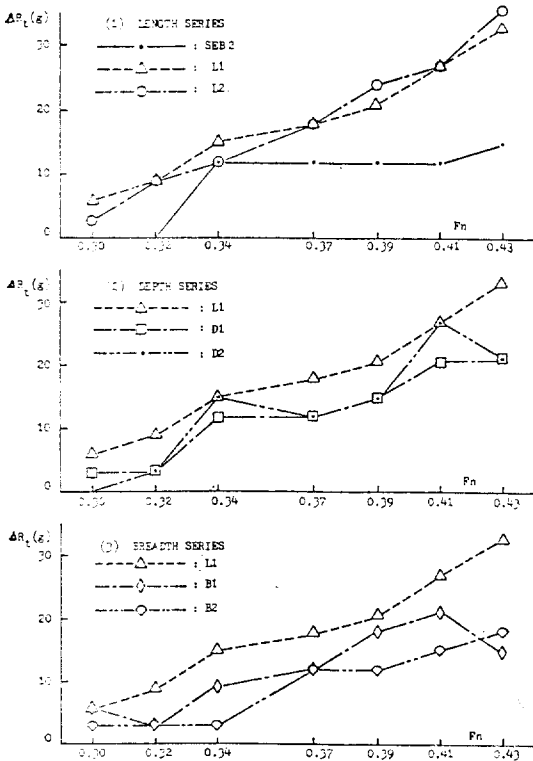 ΔR_t(g)
(1) LENGTH SERIES
: SEB2
: L1
: L2
30
20
10
0
Fn
0.30 0.32 0.34 0.37 0.39 0.41 0.43
ΔR_t(g)
(2) DEPTH SERIES
: L1
: D1
: D2
30
20
10
0
Fn
0.30 0.32 0.34 0.37 0.39 0.41 0.43
ΔR_t(g)
(3) BREADTH SERIES
: L1
: B1
: B2
30
20
10
0
Fn
0.30 0.32 0.34 0.37 0.39 0.41 0.43